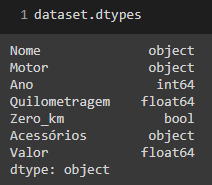 1 dataset.dtypes
Nome object
Motor object
Ano int64
Quilometragem float64
Zero_km bool
Acessórios object
Valor float64
dtype: object